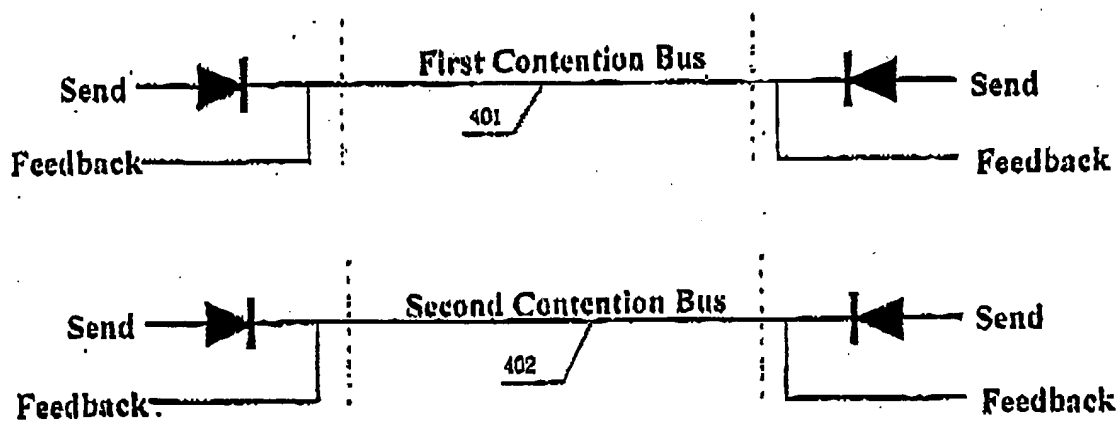 First Contention Bus
Send
Send
401
Feedback
Feedback
Second Contention Bus
Send
Send
402
Feedback
Feedback